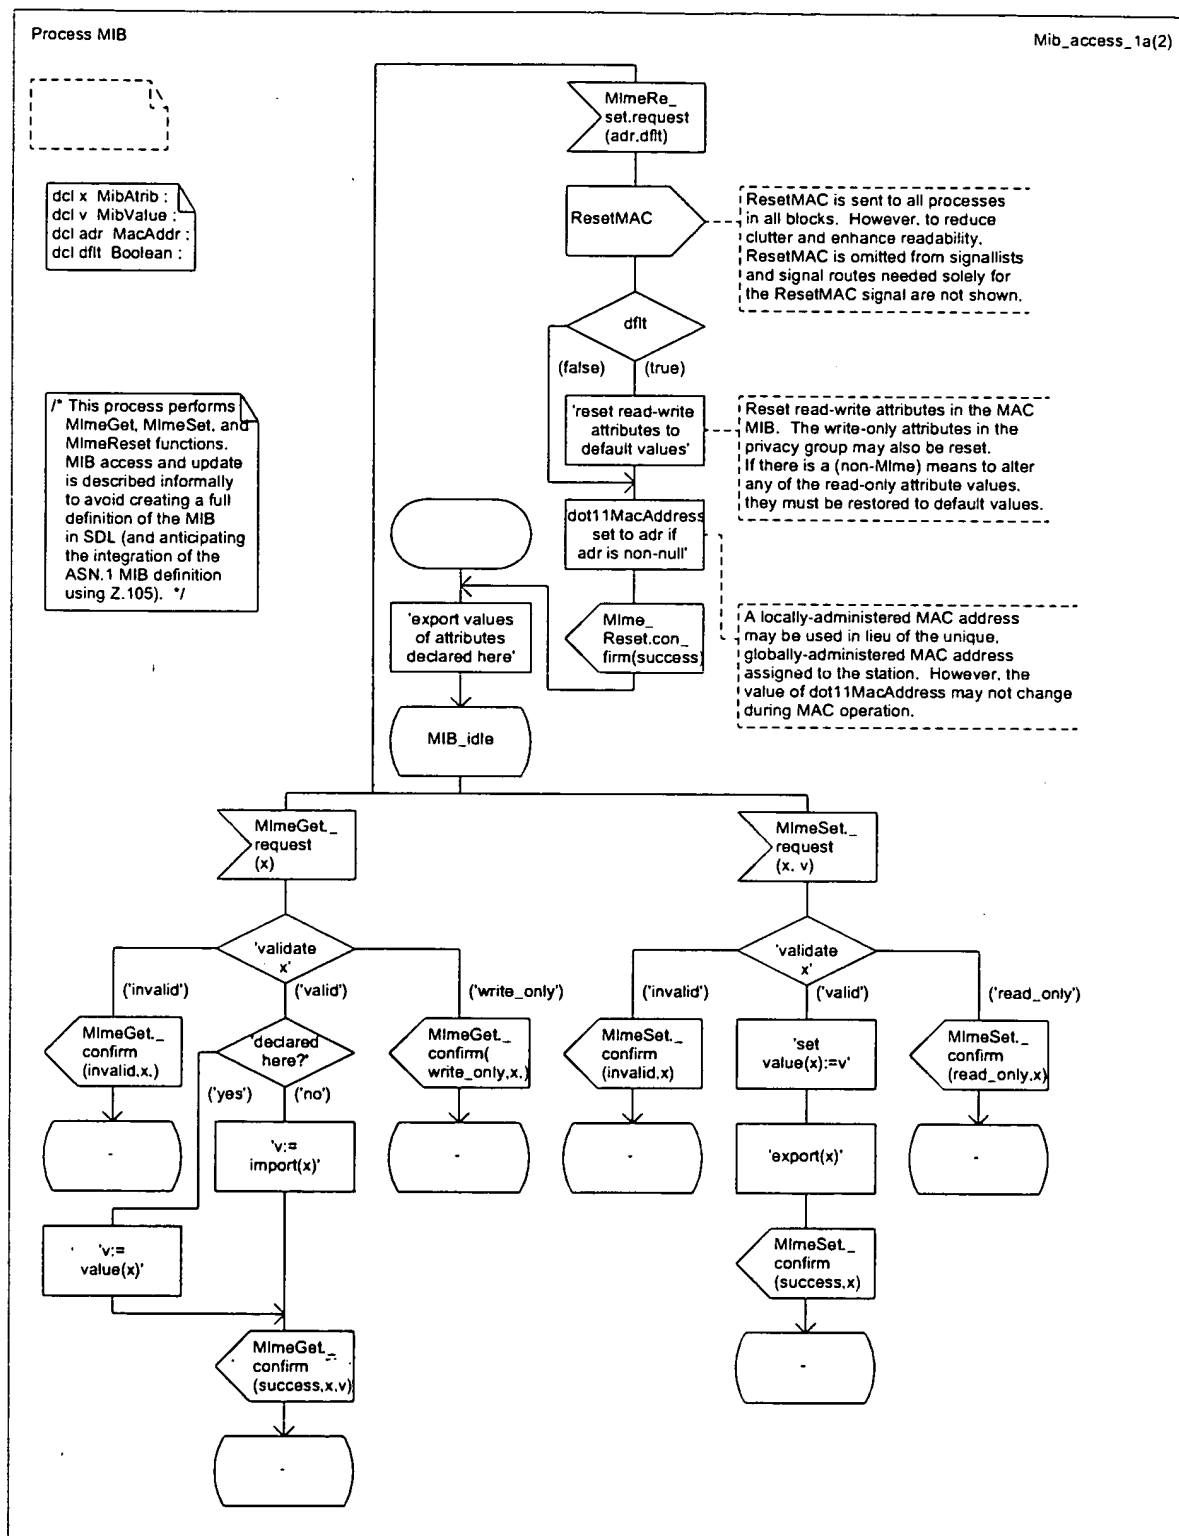 Process MIB
Mib_access_1a(2)
MlmeRe_
set.request
(adr,dflt)
dcl x MibAtrib ;
dcl v MibValue ;
dcl adr MacAddr ;
dcl dflt Boolean ;
ResetMAC
ResetMAC is sent to all processes
in all blocks. However, to reduce
clutter and enhance readability,
ResetMAC is omitted from signallists
and signal routes needed solely for
the ResetMAC signal are not shown.
dflt
(false)
(true)
/* This process performs
MlmeGet, MlmeSet, and
MlmeReset functions.
MIB access and update
is described informally
to avoid creating a full
definition of the MIB
in SDL (and anticipating
the integration of the
ASN.1 MIB definition
using Z.105). */
'reset read-write
attributes to
default values'
Reset read-write attributes in the MAC
MIB. The write-only attributes in the
privacy group may also be reset.
If there is a (non-Mlme) means to alter
any of the read-only attribute values,
they must be restored to default values.
dot11MacAddress
set to adr if
adr is non-null'
'export values
of attributes
declared here'
Mlme_
Reset.con_
firm(success)
A locally-administered MAC address
may be used in lieu of the unique,
globally-administered MAC address
assigned to the station. However, the
value of dot11MacAddress may not change
during MAC operation.
MIB_idle
MlmeGet._
request
(x)
MlmeSet._
request
(x, v)
'validate
x'
'validate
x'
('invalid')
('valid')
('write_only')
('invalid')
('valid')
('read_only')
MlmeGet._
confirm
(invalid,x,)
'declared
here?'
MlmeGet._
confirm(
write_only,x,)
MlmeSet._
confirm
(invalid,x)
'set
value(x):=v'
MlmeSet._
confirm
(read_only,x)
('yes')
('no')
-
'v:=
import(x)'
-
-
'export(x)'
-
'v:=
value(x)'
MlmeSet._
confirm
(success,x)
MlmeGet._
confirm
(success,x,v)
-
-